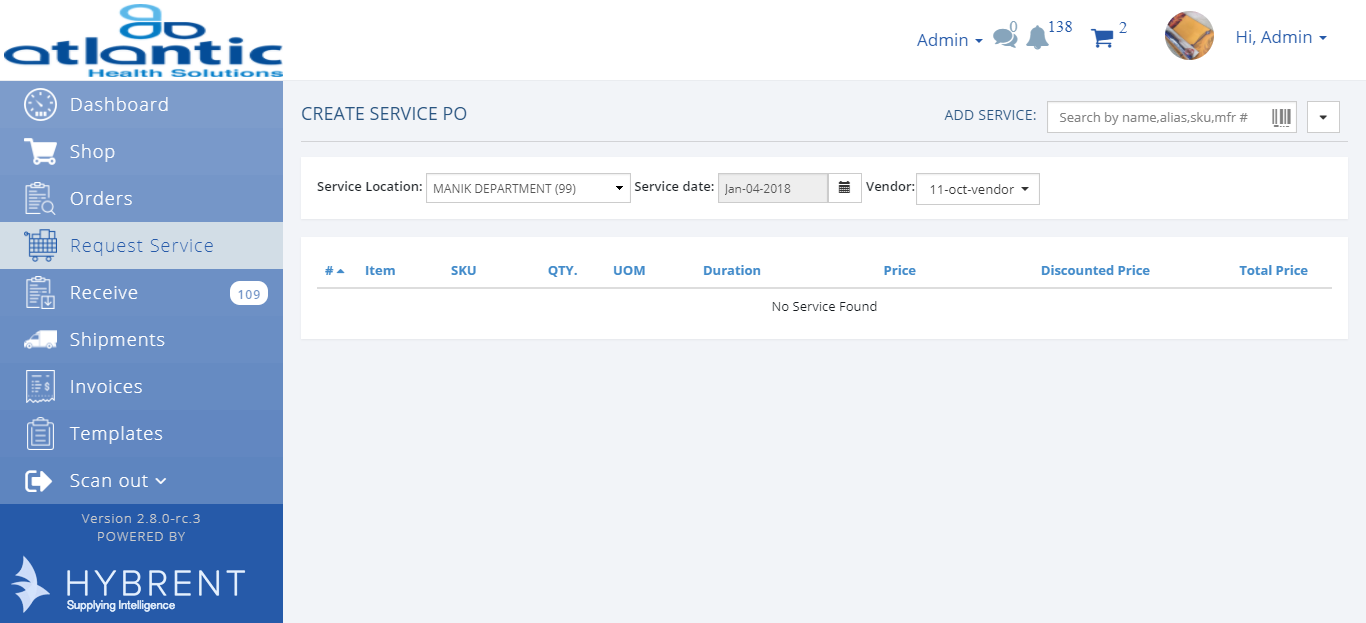 atlantic
Health Solutions
Admin 0 138 2 Hi, Admin
Dashboard
Shop
Orders
Request Service
Receive 109
Shipments
Invoices
Templates
Scan out
Version 2.8.0-rc.3
POWERED BY
HYBRENT
Supplying Intelligence
CREATE SERVICE PO ADD SERVICE: Search by name,alias,sku,mfr #
Service Location: MANIK DEPARTMENT (99) Service date: Jan-04-2018 Vendor: 11-oct-vendor
# Item SKU QTY. UOM Duration Price Discounted Price Total Price
No Service Found